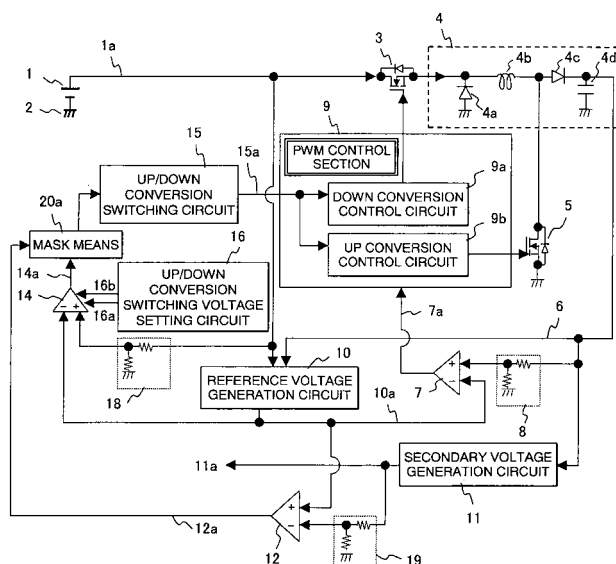 4
3
1a
4b
4c
4d
1
2
4a
9
15
15a
PWM CONTROL
SECTION
UP/DOWN
CONVERSION
SWITCHING CIRCUIT
9a
DOWN CONVERSION
CONTROL CIRCUIT
20a
9b
5
MASK MEANS
UP CONVERSION
CONTROL CIRCUIT
16
14a
16b
UP/DOWN
CONVERSION
SWITCHING VOLTAGE
SETTING CIRCUIT
14
− +
16a
7a
6
10
18
REFERENCE VOLTAGE
GENERATION CIRCUIT
+
−
7
10a
8
11a
SECONDARY VOLTAGE
GENERATION CIRCUIT
11
+
−
12a
12
19